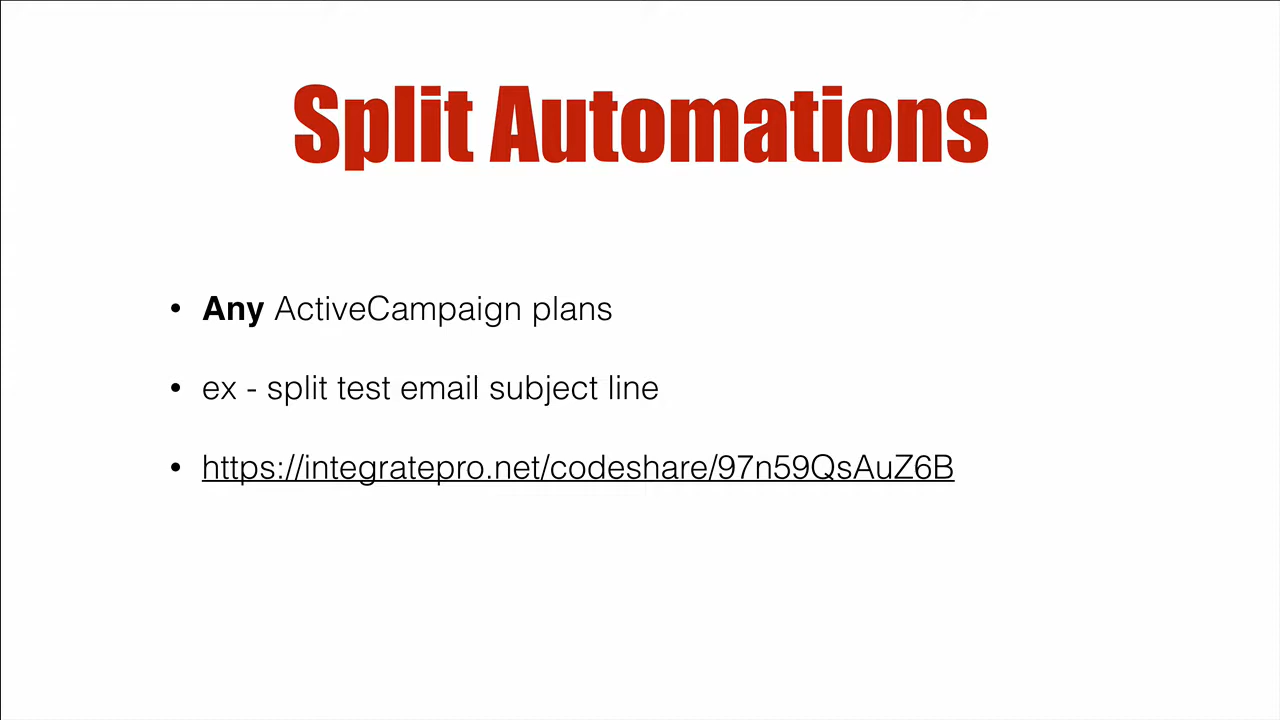 Split Automations
• Any ActiveCampaign plans
• ex - split test email subject line
• https://integratepro.net/codeshare/97n59QsAuZ6B